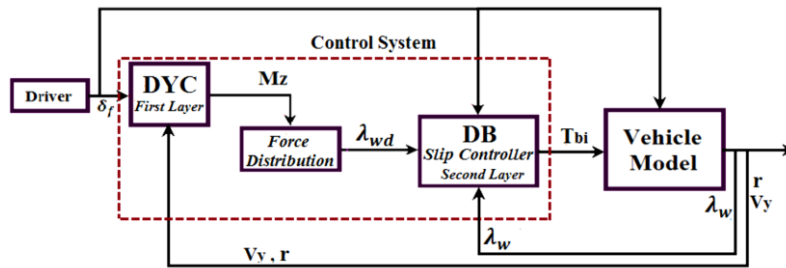 Control System
Driver
δf
DYC
First Layer
Mz
Force
Distribution
λwd
DB
Slip Controller
Second Layer
Tbi
Vehicle
Model
r
Vy
λw
λw
Vy , r